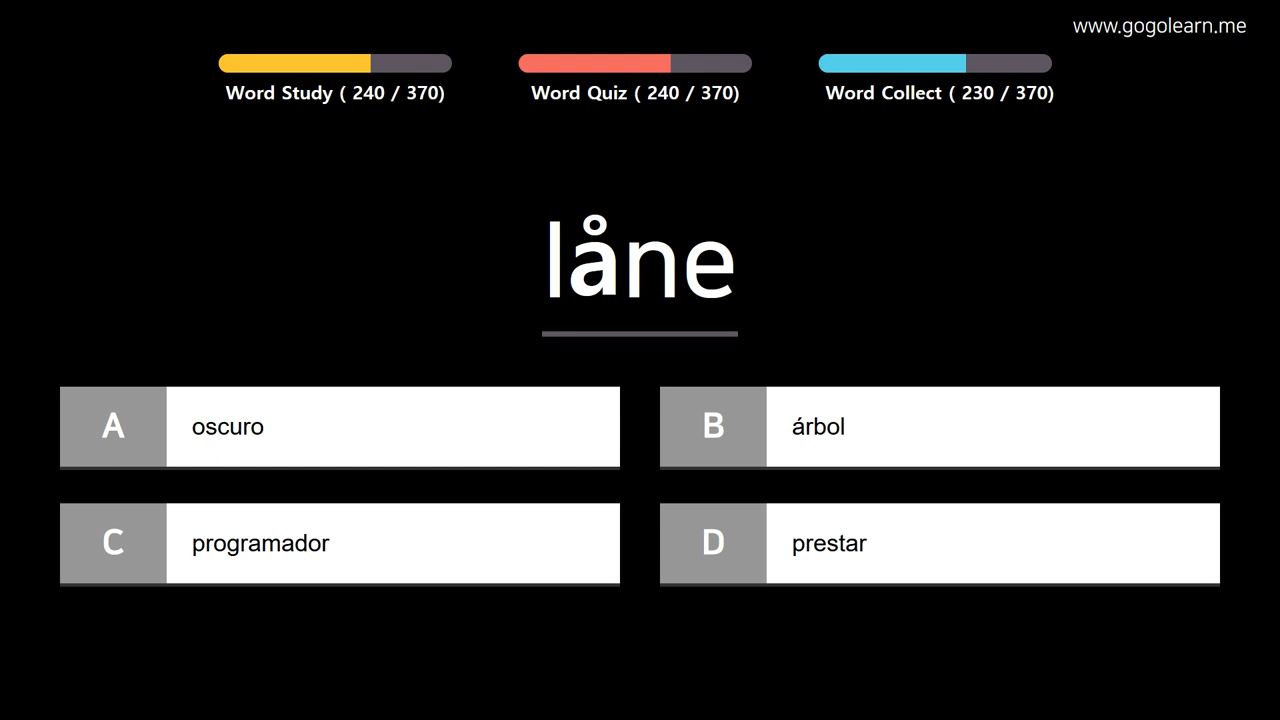 www.gogolearn.me
Word Study ( 240 / 370)
Word Quiz ( 240 / 370)
Word Collect ( 230 / 370)
låne
A oscuro
B árbol
C programador
D prestar